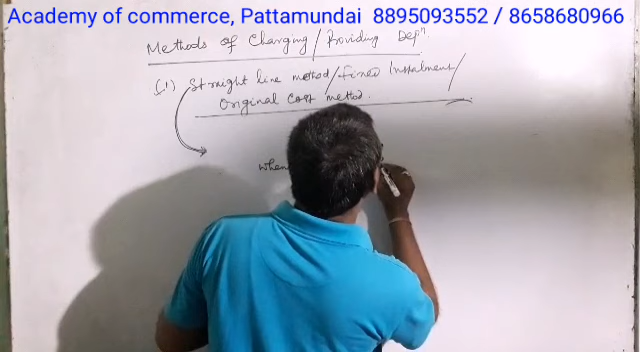 Academy of commerce, Pattamundai 8895093552 / 8658680966
Methods of Charging / Providing Depn.
(1) Straight line method / fixed Instalment /
Original Cost method.
when